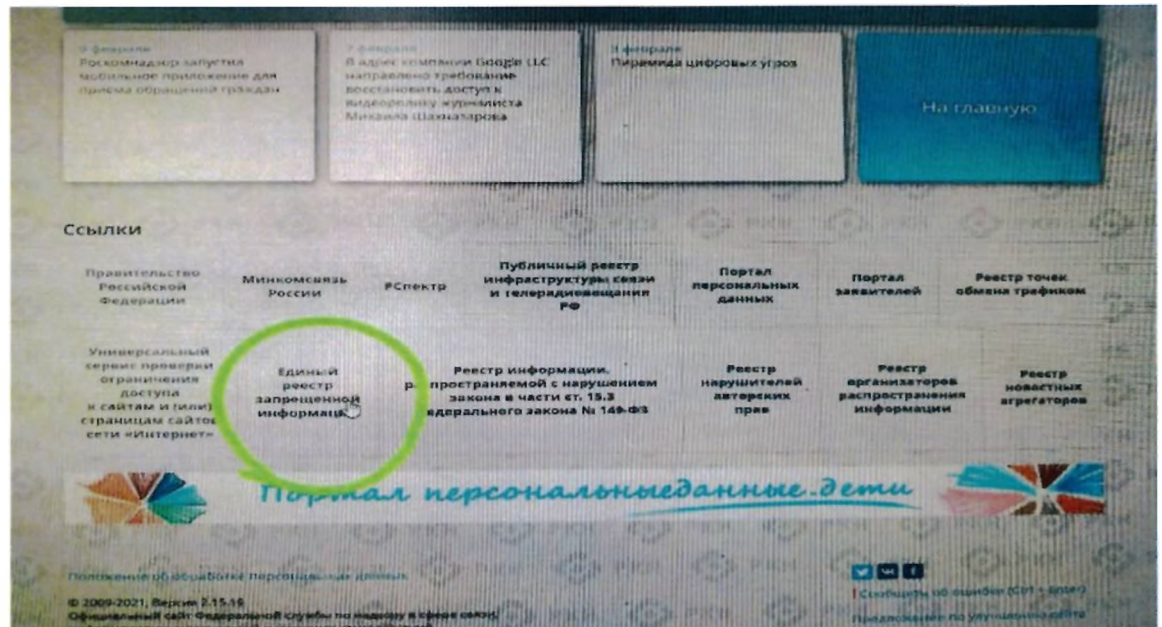 9 февраля
Роскомнадзор запустил
мобильное приложение для
приема обращений граждан
7 февраля
В адрес компании Google LLC
направлено требование
восстановить доступ к
видеоролику журналиста
Михаила Шахназарова
3 февраля
Пирамида цифровых угроз
На главную
Ссылки
Правительство
Российской
Федерации
Минкомсвязь
России
РСпектр
Публичный реестр
инфраструктуры связи
и телерадиовещания
РФ
Портал
персональных
данных
Портал
заявителей
Реестр точек
обмена трафиком
Универсальный
сервис проверки
ограничения
доступа
к сайтам и (или)
страницам сайтов
сети «Интернет»
Единый
реестр
запрещенной
информации
Реестр информации,
распространяемой с нарушением
закона в части ст. 15.3
федерального закона № 149-ФЗ
Реестр
нарушителей
авторских
прав
Реестр
организаторов
распространения
информации
Реестр
новостных
агрегаторов
Портал персональныеданные.дети
Положение об обработке персональных данных
© 2009-2021, Версия 2.15.19
Официальный сайт Федеральной службы по надзору в сфере связи,
Сообщить об ошибке (Ctrl + Enter)
Предложение по улучшению сайта